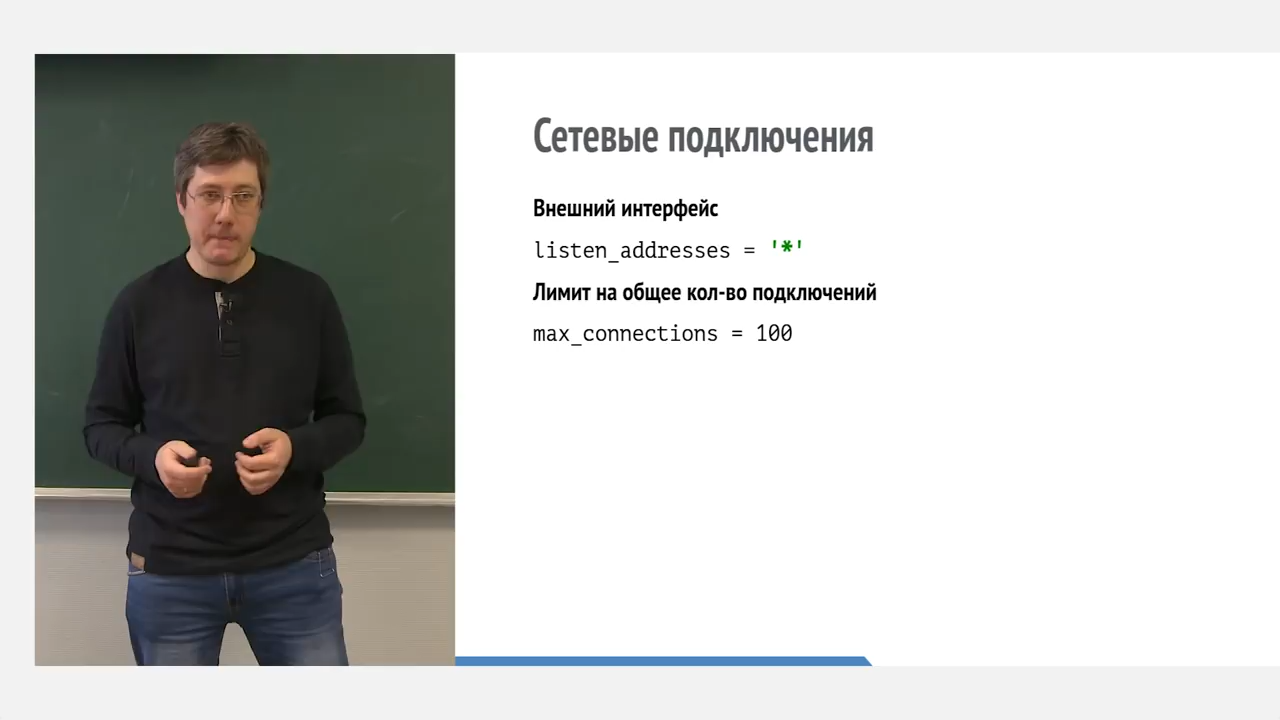 Сетевые подключения
Внешний интерфейс
listen_addresses = '*'
Лимит на общее кол-во подключений
max_connections = 100